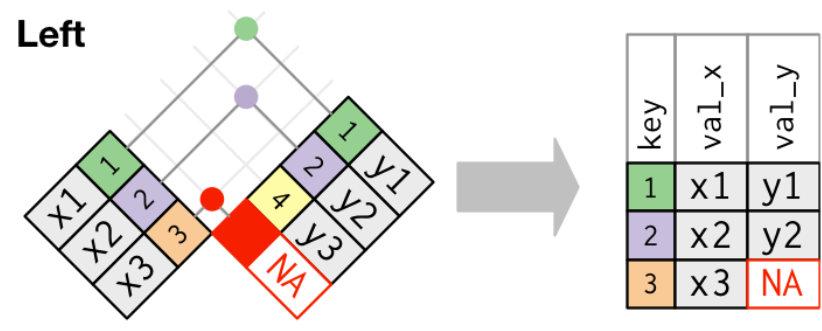 Left
1 x1
2 x2
3 x3
1 y1
2 y2
4 y3
NA
key val_x val_y
1 x1 y1
2 x2 y2
3 x3 NA